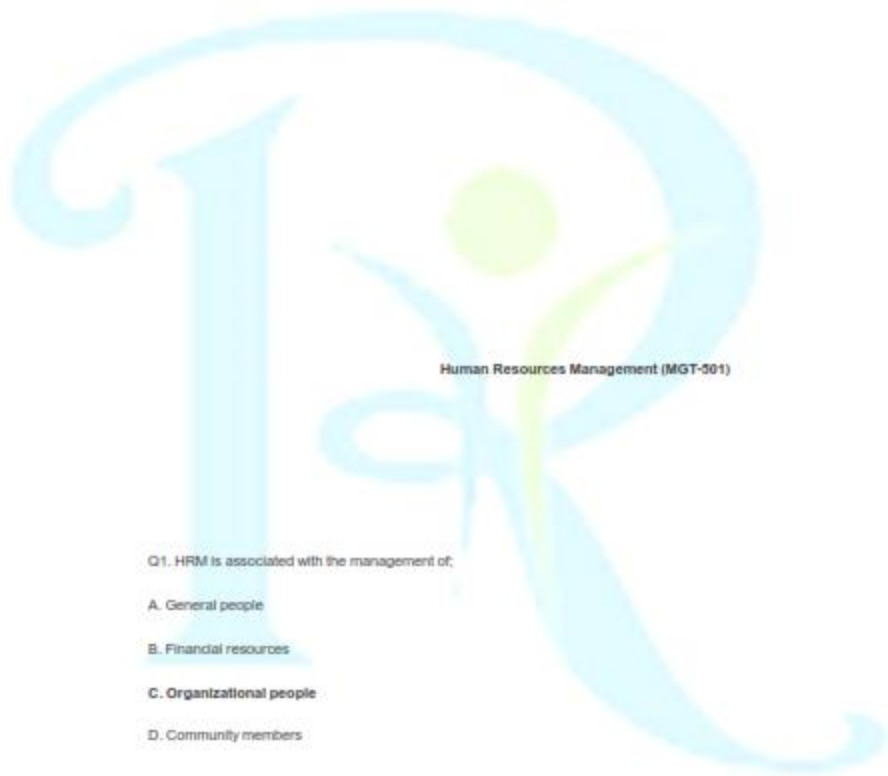 Human Resources Management (MGT-501)
Q1. HRM is associated with the management of;
A. General people
B. Financial resources
C. Organizational people
D. Community members